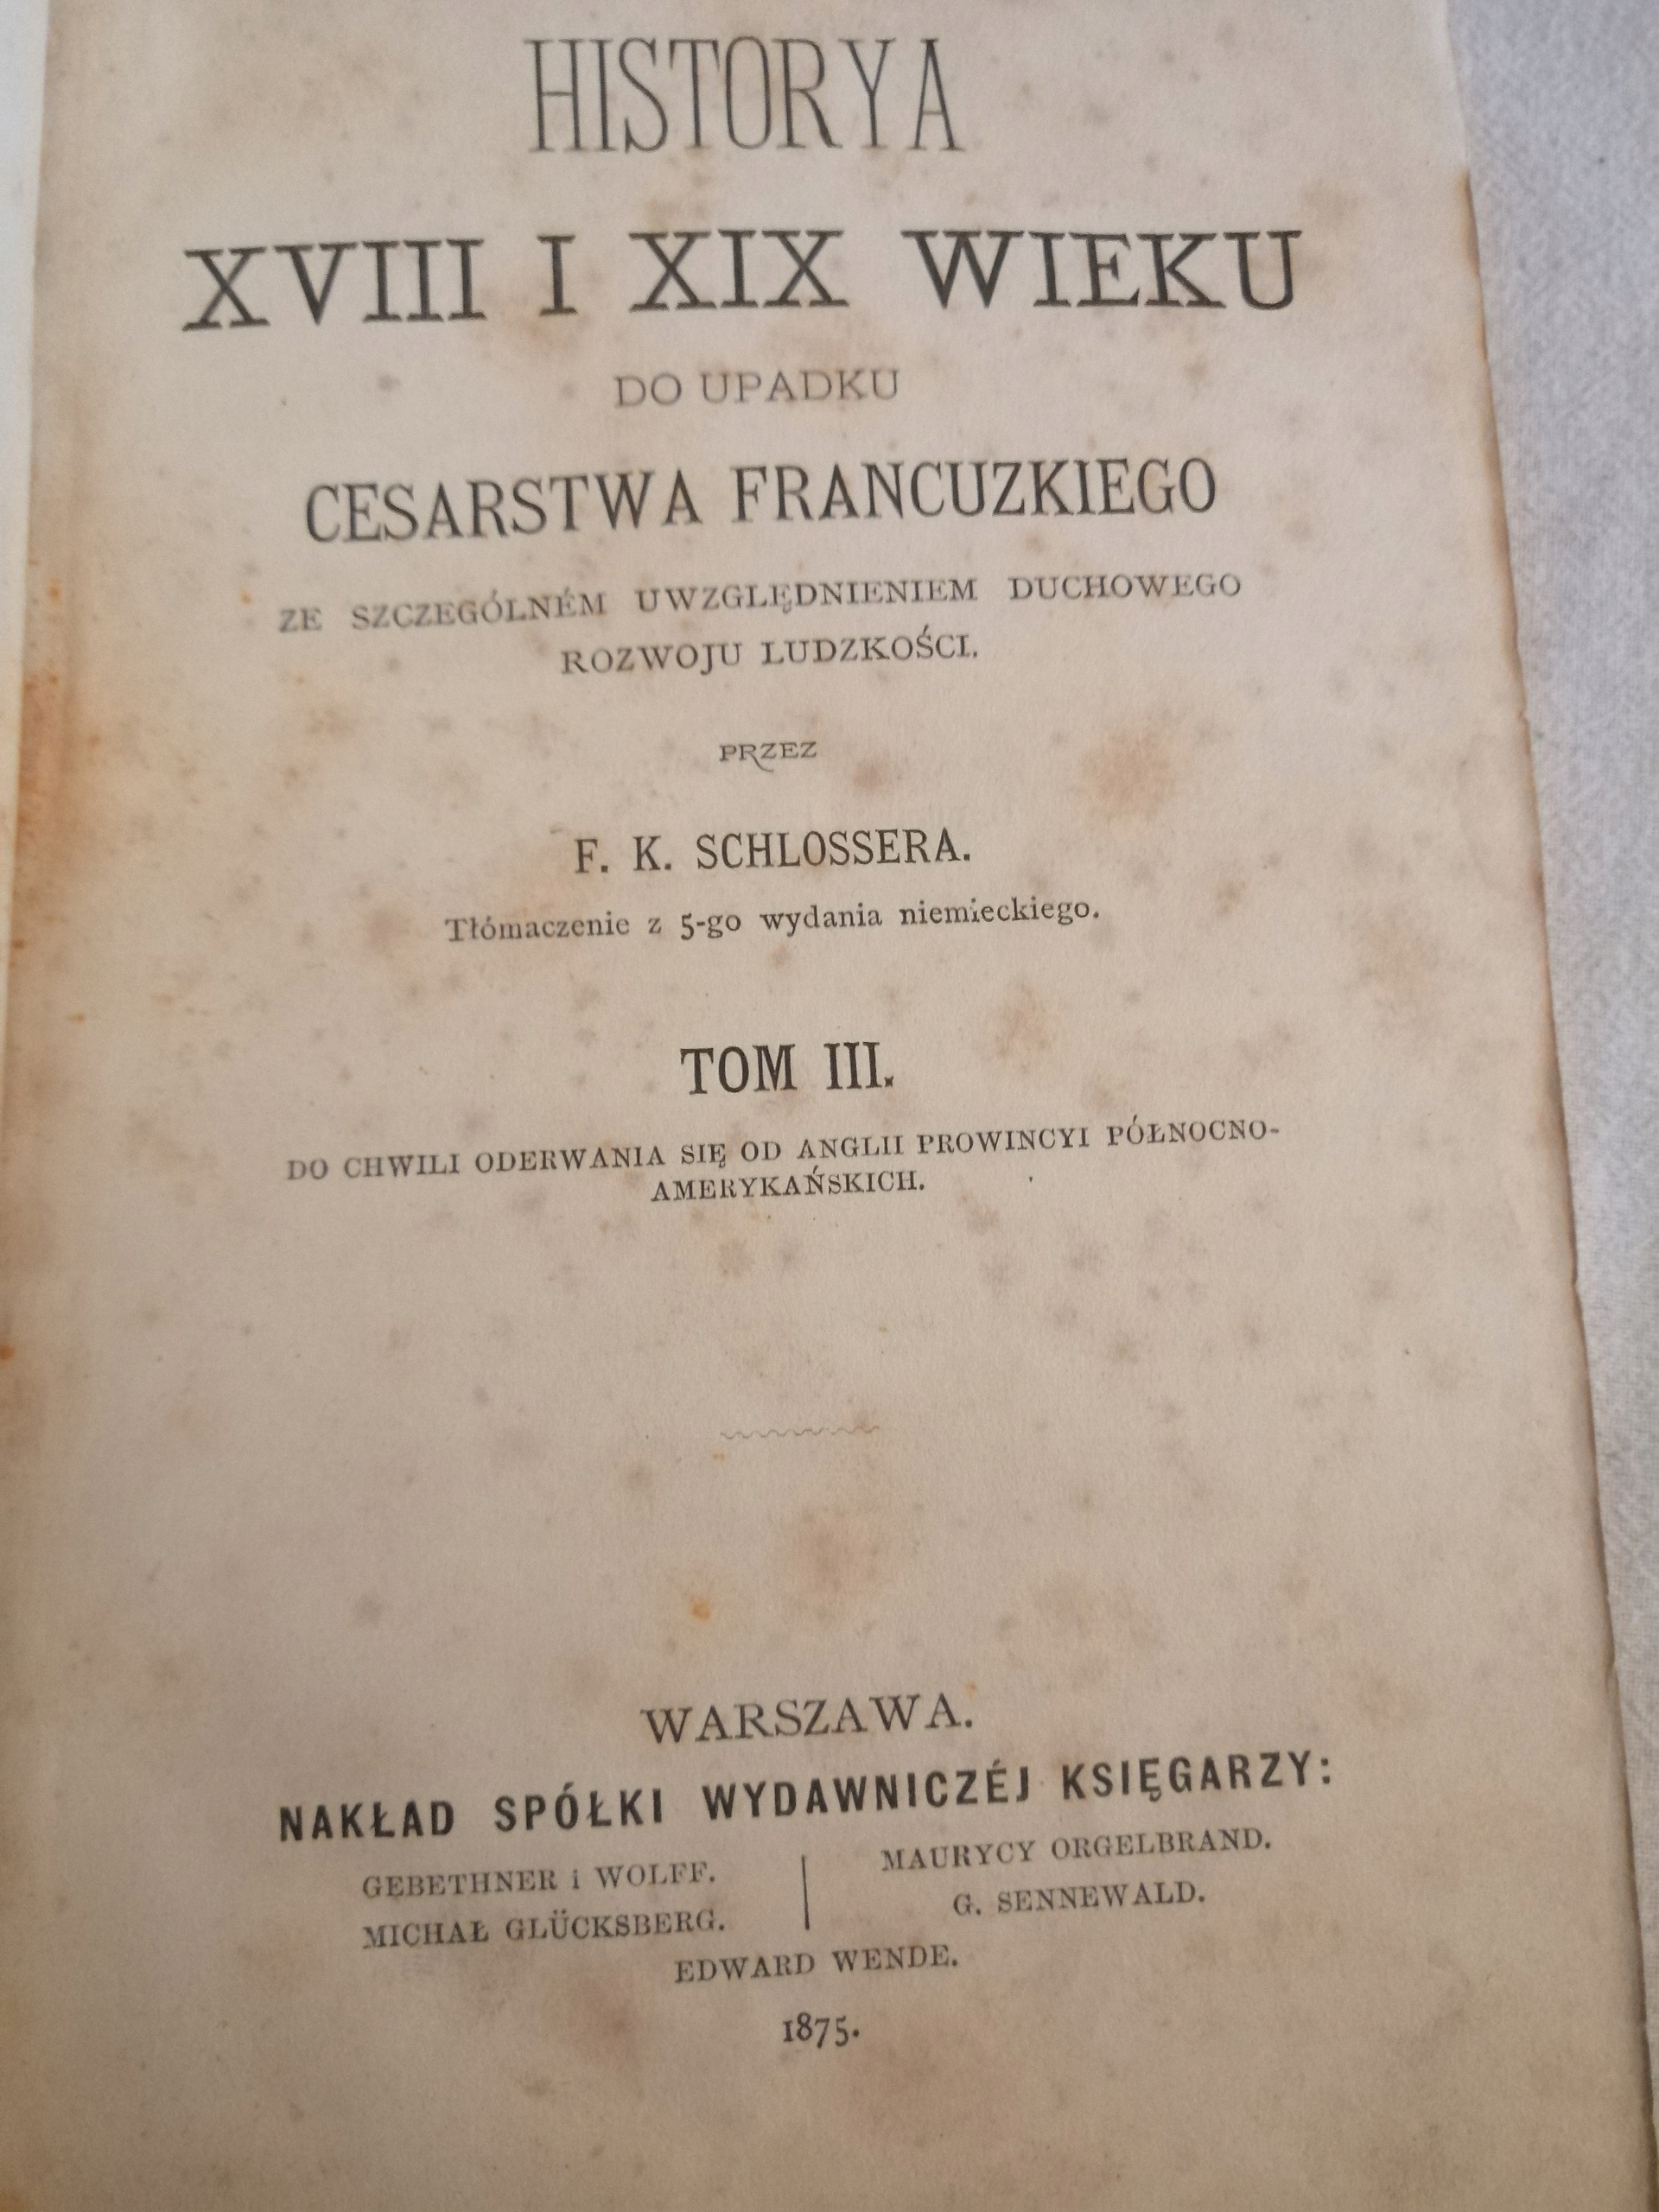 HISTORYA
XVIII I XIX WIEKU
DO UPADKU
CESARSTWA FRANCUZKIEGO
ZE SZCZEGÓLNÉM UWZGLĘDNIENIEM DUCHOWEGO
ROZWOJU LUDZKOŚCI.
PRZEZ
F. K. SCHLOSSERA.
Tłómaczenie z 5-go wydania niemieckiego.
TOM III.
DO CHWILI ODERWANIA SIĘ OD ANGLII PROWINCYI PÓŁNOCNO-
AMERYKAŃSKICH.
WARSZAWA.
NAKŁAD SPÓŁKI WYDAWNICZÉJ KSIĘGARZY:
GEBETHNER i WOLFF.
MICHAŁ GLÜCKSBERG.
MAURYCY ORGELBRAND.
G. SENNEWALD.
EDWARD WENDE.
1875.